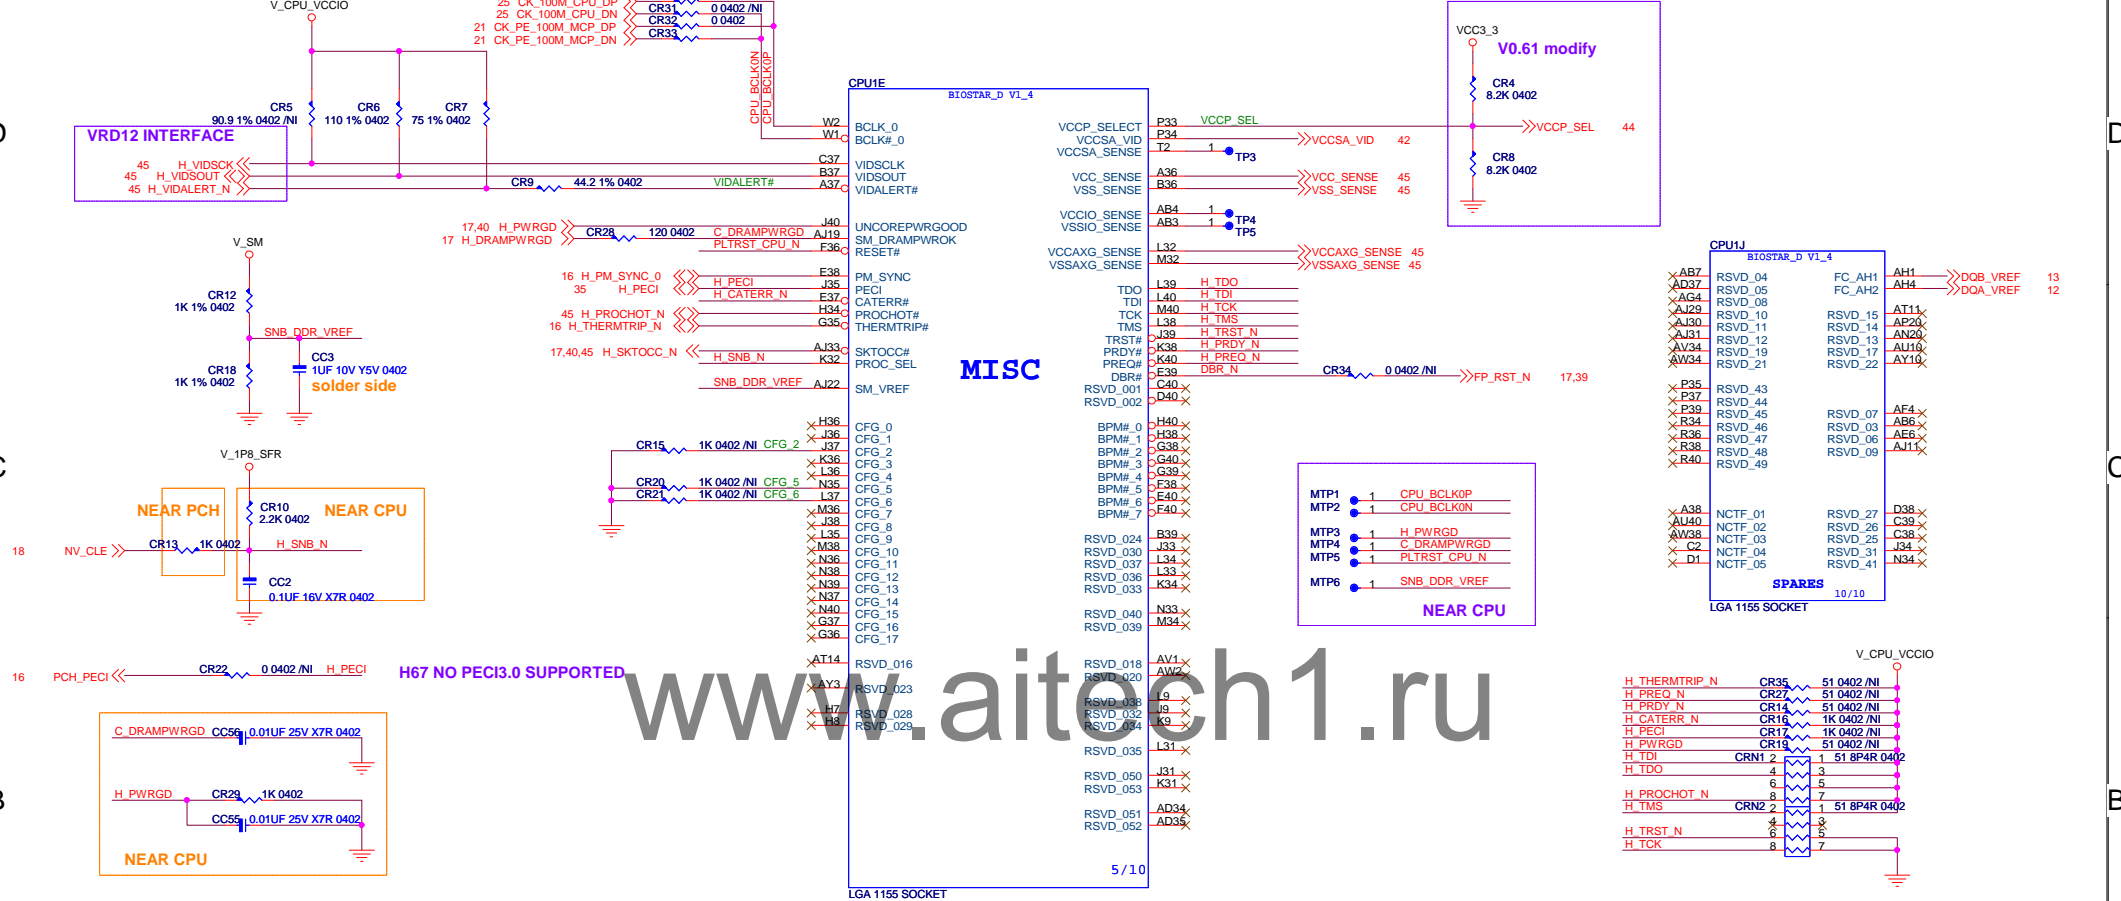 V_CPU_VCCIO
25 CK_100M_CPU_DP
25 CK_100M_CPU_DN CR31 0 0402 /NI
21 CK_PE_100M_MCP_DP CR32 0 0402
21 CK_PE_100M_MCP_DN CR33
CPU_BCLK0N
CPU_BCLK0P
CR5
90.9 1% 0402 /NI
CR6
110 1% 0402
CR7
75 1% 0402
VRD12 INTERFACE
45 H_VIDSCK
45 H_VIDSOUT
45 H_VIDALERT_N
CR9 44.2 1% 0402 VIDALERT#
17,40 H_PWRGD
17 H_DRAMPWRGD CR28 120 0402 C_DRAMPWRGD
PLTRST_CPU_N
16 H_PM_SYNC_0
35 H_PECI H_PECI
H_CATERR_N
45 H_PROCHOT_N
16 H_THERMTRIP_N
17,40,45 H_SKTOCC_N
H_SNB_N
SNB_DDR_VREF
V_SM
CR12
1K 1% 0402
SNB_DDR_VREF
CR18
1K 1% 0402
CC3
1UF 10V Y5V 0402
solder side
V_1P8_SFR
NEAR PCH
CR10
2.2K 0402
NEAR CPU
18 NV_CLE CR13 1K 0402 H_SNB_N
CC2
0.1UF 16V X7R 0402
CR15 1K 0402 /NI CFG_2
CR20 1K 0402 /NI CFG_5
CR21 1K 0402 /NI CFG_6
16 PCH_PECI CR22 0 0402 /NI H_PECI
H67 NO PECI3.0 SUPPORTED
C_DRAMPWRGD CC56 0.01UF 25V X7R 0402
H_PWRGD CR29 1K 0402
CC55 0.01UF 25V X7R 0402
NEAR CPU
CPU1E
BIOSTAR_D V1_4
W2 BCLK_0
W1 BCLK#_0
C37 VIDSCLK
B37 VIDSOUT
A37 VIDALERT#
J40 UNCOREPWRGOOD
AJ19 SM_DRAMPWROK
F36 RESET#
E38 PM_SYNC
J35 PECI
E37 CATERR#
H34 PROCHOT#
G35 THERMTRIP#
AJ33 SKTOCC#
K32 PROC_SEL
AJ22 SM_VREF
H36 CFG_0
J36 CFG_1
J37 CFG_2
K36 CFG_3
L36 CFG_4
N35 CFG_5
L37 CFG_6
M36 CFG_7
J38 CFG_8
L35 CFG_9
M38 CFG_10
N36 CFG_11
N38 CFG_12
N39 CFG_13
N37 CFG_14
N40 CFG_15
G37 CFG_16
G36 CFG_17
AT14 RSVD_016
AY3 RSVD_023
H7 RSVD_028
H8 RSVD_029
MISC
VCCP_SELECT P33 VCCP_SEL
VCCSA_VID P34 VCCSA_VID 42
VCCSA_SENSE T2 1 TP3
VCC_SENSE A36 VCC_SENSE 45
VSS_SENSE B36 VSS_SENSE 45
VCCIO_SENSE AB4 1 TP4
VSSIO_SENSE AB3 1 TP5
VCCAXG_SENSE L32 VCCAXG_SENSE 45
VSSAXG_SENSE M32 VSSAXG_SENSE 45
TDO L39 H_TDO
TDI L40 H_TDI
TCK M40 H_TCK
TMS L38 H_TMS
TRST# J39 H_TRST_N
PRDY# K38 H_PRDY_N
PREQ# K40 H_PREQ_N
DBR# E39 DBR_N CR34 0 0402 /NI FP_RST_N 17,39
RSVD_001 C40
RSVD_002 D40
BPM#_0 H40
BPM#_1 H38
BPM#_2 G38
BPM#_3 G40
BPM#_4 G39
BPM#_5 F38
BPM#_6 E40
BPM#_7 F40
RSVD_024 B39
RSVD_030 J33
RSVD_037 L34
RSVD_036 L33
RSVD_033 K34
RSVD_040 N33
RSVD_039 M34
RSVD_018 AV1
RSVD_020 AW2
RSVD_038 L9
RSVD_032 J9
RSVD_034 K9
RSVD_035 L31
RSVD_050 J31
RSVD_053 K31
RSVD_051 AD34
RSVD_052 AD35
5/10
LGA 1155 SOCKET
VCC3_3
V0.61 modify
CR4
8.2K 0402
VCCP_SEL 44
CR8
8.2K 0402
MTP1 1 CPU_BCLK0P
MTP2 1 CPU_BCLK0N
MTP3 1 H_PWRGD
MTP4 1 C_DRAMPWRGD
MTP5 1 PLTRST_CPU_N
MTP6 1 SNB_DDR_VREF
NEAR CPU
CPU1J
BIOSTAR_D V1_4
AB7 RSVD_04 FC_AH1 AH1 DQB_VREF 13
AD37 RSVD_05 FC_AH2 AH4 DQA_VREF 12
AG4 RSVD_08
AJ29 RSVD_10 RSVD_15 AT11
AJ30 RSVD_11 RSVD_14 AP20
AJ31 RSVD_12 RSVD_13 AN20
AV34 RSVD_19 RSVD_17 AU10
AW34 RSVD_21 RSVD_22 AY10
P35 RSVD_43
P37 RSVD_44
P39 RSVD_45 RSVD_07 AF4
R34 RSVD_46 RSVD_03 AB6
R36 RSVD_47 RSVD_06 AE6
R38 RSVD_48 RSVD_09 AJ11
R40 RSVD_49
A38 NCTF_01 RSVD_27 D38
AU40 NCTF_02 RSVD_26 C39
AW38 NCTF_03 RSVD_25 C38
C2 NCTF_04 RSVD_31 J34
D1 NCTF_05 RSVD_41 N34
SPARES
10/10
LGA 1155 SOCKET
V_CPU_VCCIO
H_THERMTRIP_N CR35 51 0402 /NI
H_PREQ_N CR27 51 0402 /NI
H_PRDY_N CR14 51 0402 /NI
H_CATERR_N CR16 1K 0402 /NI
H_PECI CR17 1K 0402 /NI
H_PWRGD CR19 51 0402 /NI
H_TDI CRN1 2 1 51 8P4R 0402
H_TDO 4 3
6 5
H_PROCHOT_N 8 7
H_TMS CRN2 2 1 51 8P4R 0402
4 3
H_TRST_N 6 5
H_TCK 8 7
D
C
B
www.aitech1.ru